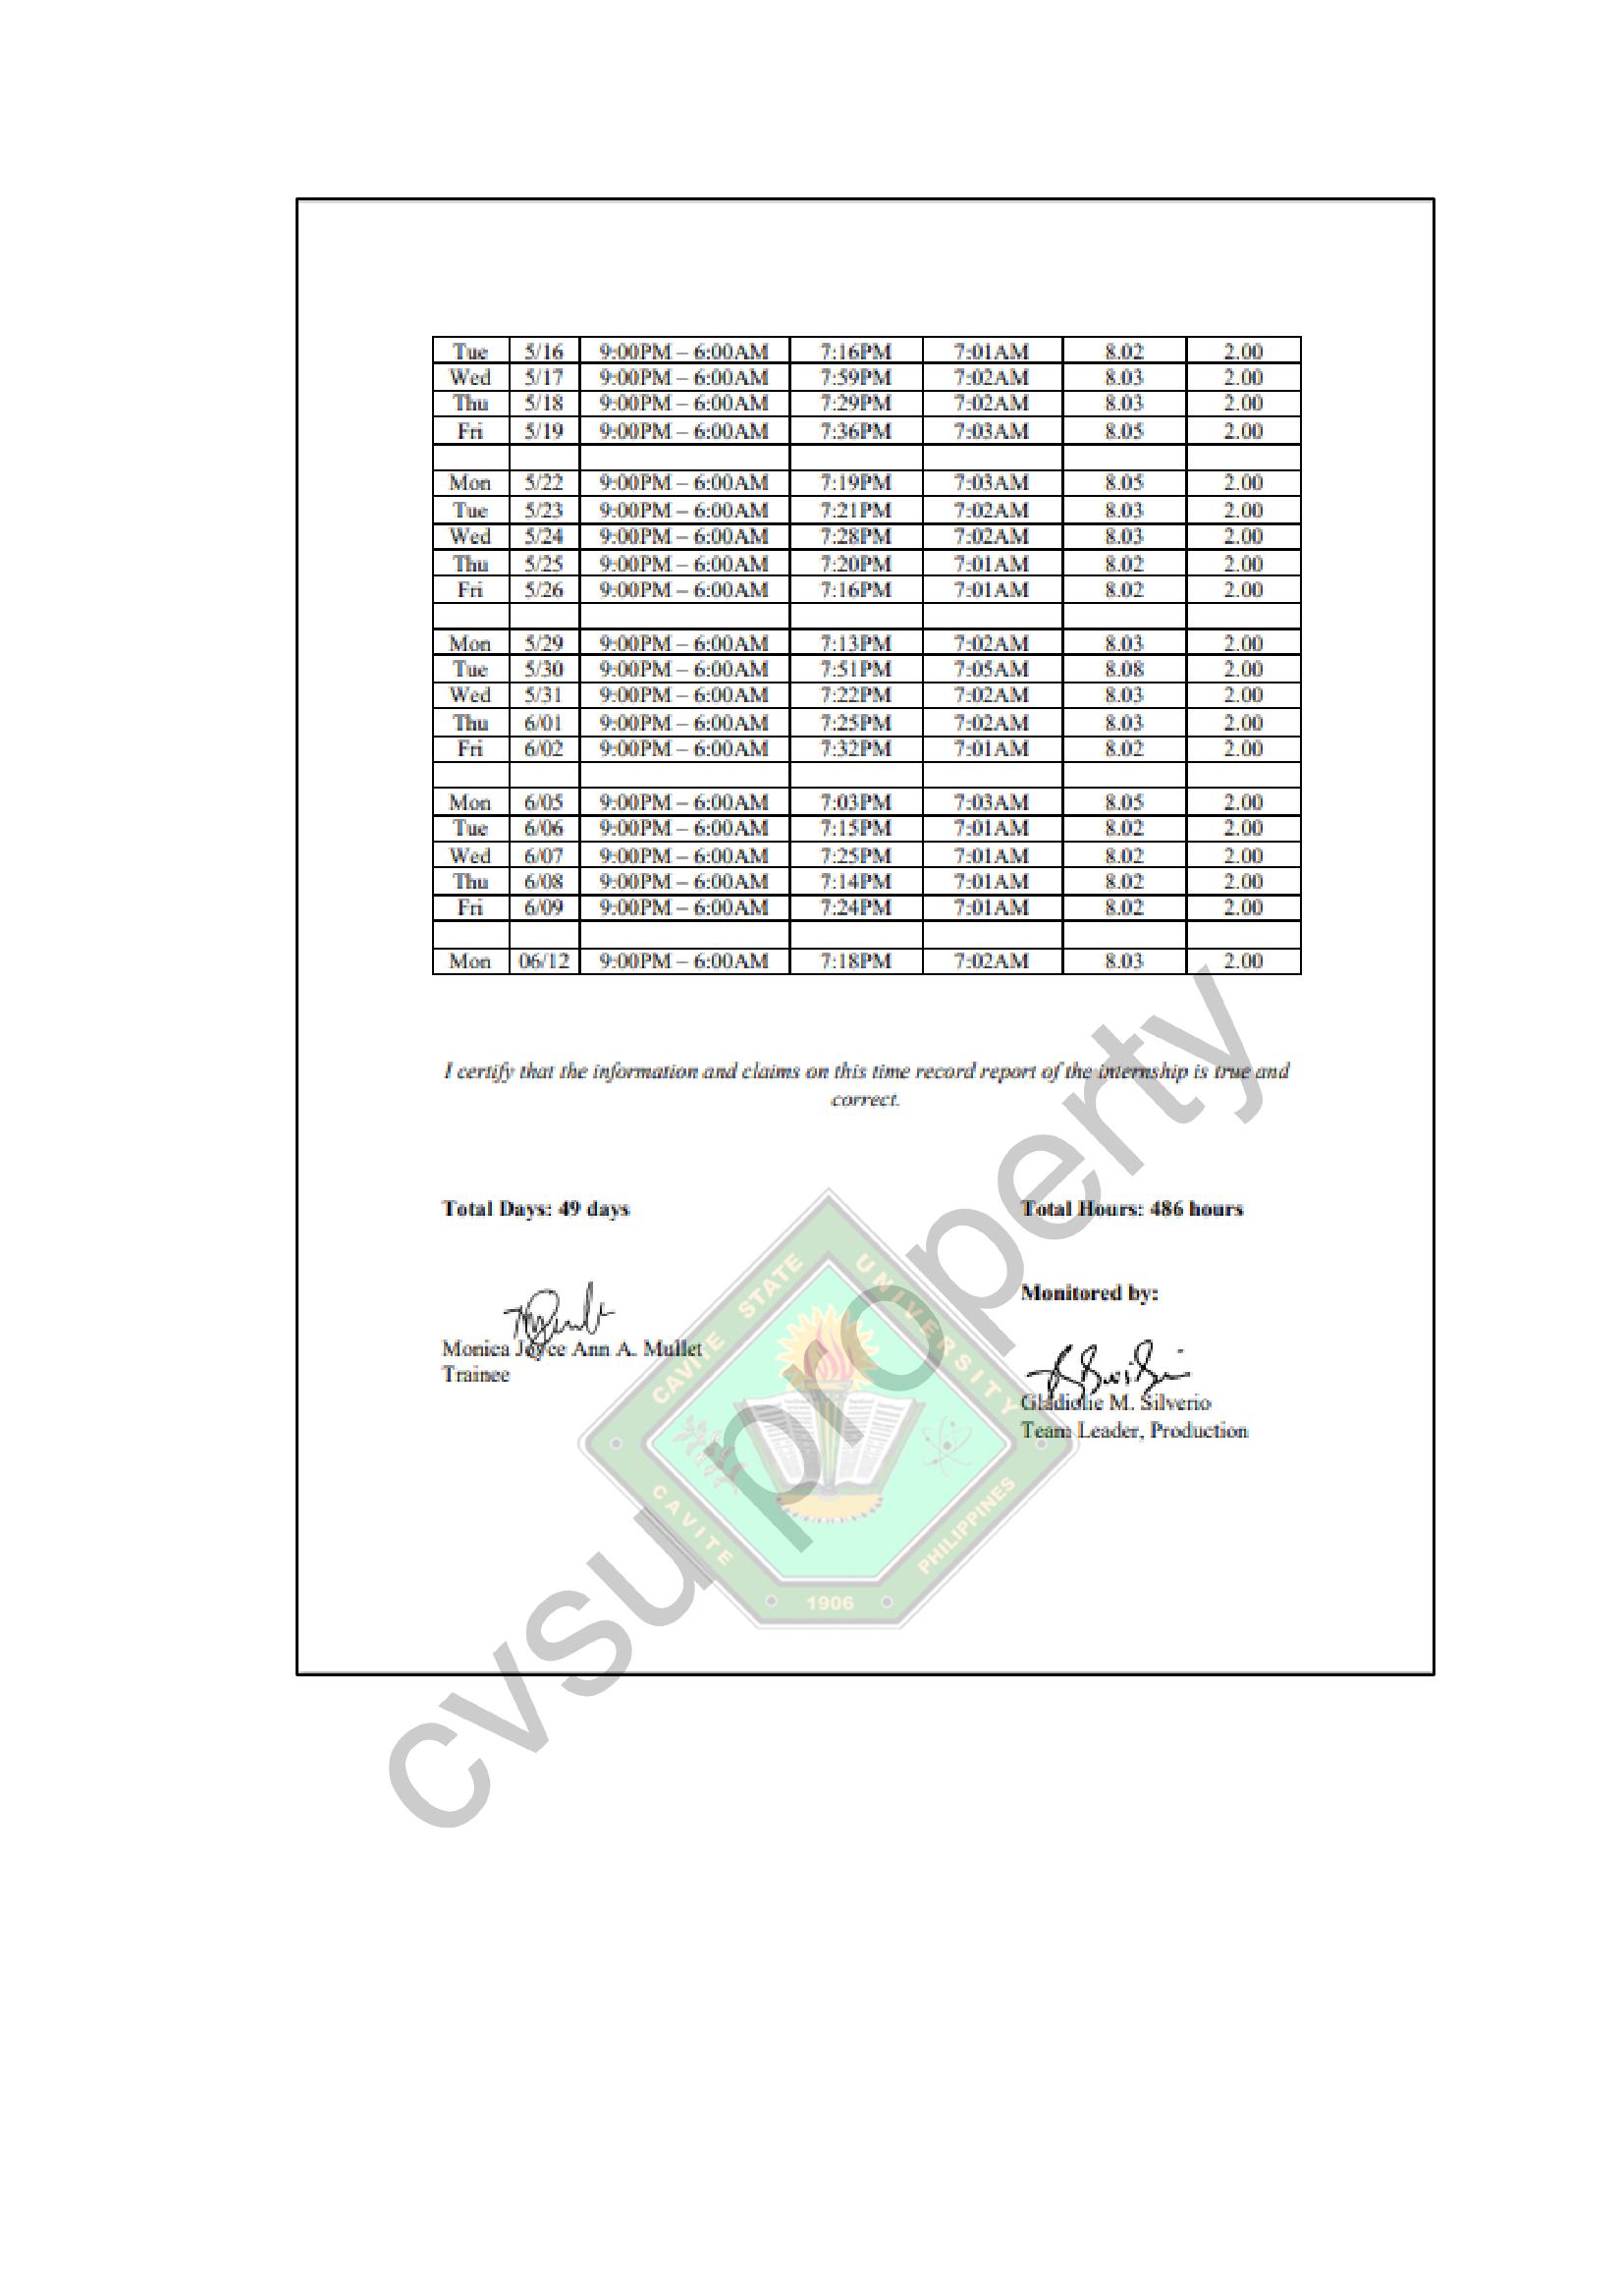 Tue 5/16 9:00PM – 6:00AM 7:16PM 7:01AM 8.02 2.00
Wed 5/17 9:00PM – 6:00AM 7:59PM 7:02AM 8.03 2.00
Thu 5/18 9:00PM – 6:00AM 7:29PM 7:02AM 8.03 2.00
Fri 5/19 9:00PM – 6:00AM 7:36PM 7:03AM 8.05 2.00
Mon 5/22 9:00PM – 6:00AM 7:19PM 7:03AM 8.05 2.00
Tue 5/23 9:00PM – 6:00AM 7:21PM 7:02AM 8.03 2.00
Wed 5/24 9:00PM – 6:00AM 7:28PM 7:02AM 8.03 2.00
Thu 5/25 9:00PM – 6:00AM 7:20PM 7:01AM 8.02 2.00
Fri 5/26 9:00PM – 6:00AM 7:16PM 7:01AM 8.02 2.00
Mon 5/29 9:00PM – 6:00AM 7:13PM 7:02AM 8.03 2.00
Tue 5/30 9:00PM – 6:00AM 7:51PM 7:05AM 8.08 2.00
Wed 5/31 9:00PM – 6:00AM 7:22PM 7:02AM 8.03 2.00
Thu 6/01 9:00PM – 6:00AM 7:25PM 7:02AM 8.03 2.00
Fri 6/02 9:00PM – 6:00AM 7:32PM 7:01AM 8.02 2.00
Mon 6/05 9:00PM – 6:00AM 7:03PM 7:03AM 8.05 2.00
Tue 6/06 9:00PM – 6:00AM 7:15PM 7:01AM 8.02 2.00
Wed 6/07 9:00PM – 6:00AM 7:25PM 7:01AM 8.02 2.00
Thu 6/08 9:00PM – 6:00AM 7:14PM 7:01AM 8.02 2.00
Fri 6/09 9:00PM – 6:00AM 7:24PM 7:01AM 8.02 2.00
Mon 06/12 9:00PM – 6:00AM 7:18PM 7:02AM 8.03 2.00
I certify that the information and claims on this time record report of the internship is true and
correct.
Total Days: 49 days
Total Hours: 486 hours
Monitored by:
Monica Joyce Ann A. Mullet
Trainee
Gladiolie M. Silverio
Team Leader, Production
CAVITE STATE UNIVERSITY
CAVITE PHILIPPINES
1906
cvsu property